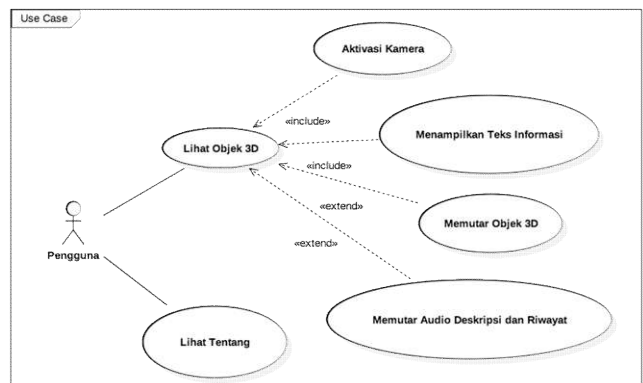 Use Case
Aktivasi Kamera
«include»
Menampilkan Teks Informasi
Lihat Objek 3D
«include»
«extend»
Memutar Objek 3D
«extend»
Pengguna
Memutar Audio Deskripsi dan Riwayat
Lihat Tentang